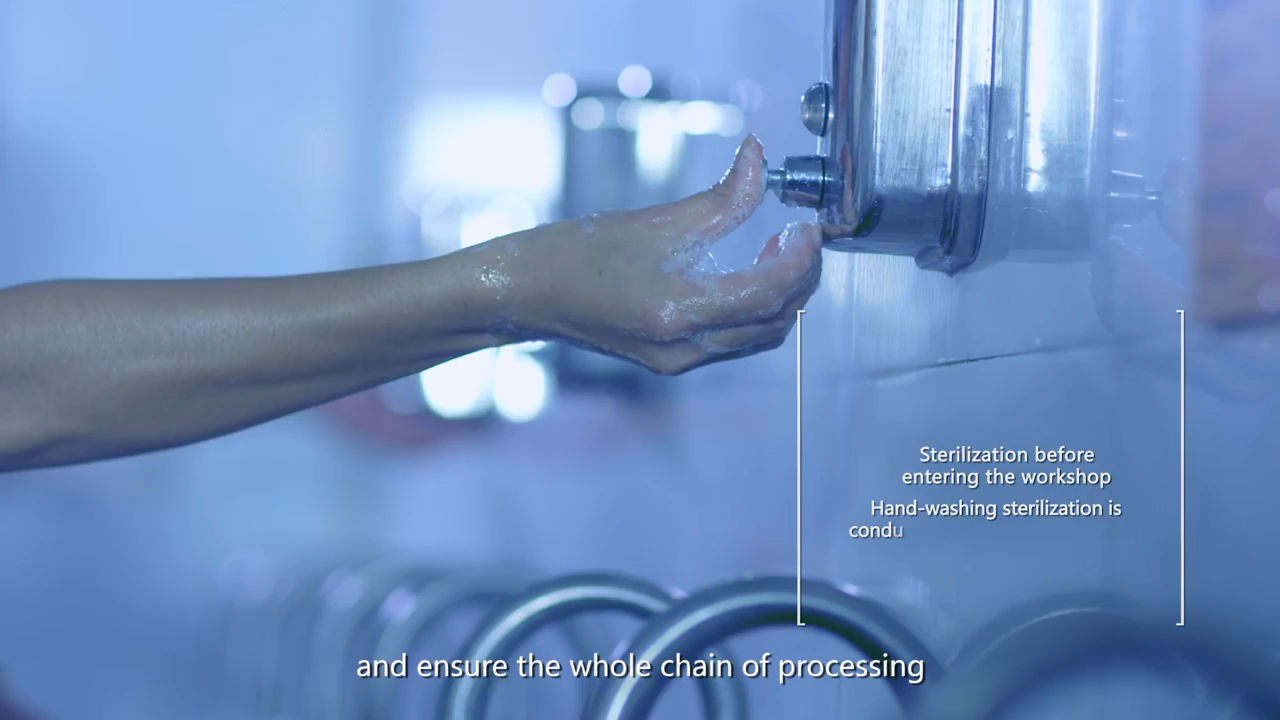 Sterilization before
entering the workshop
Hand-washing sterilization is
condu
and ensure the whole chain of processing